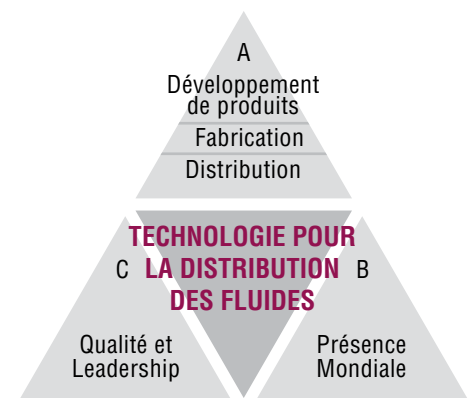 A
Développement
de produits
Fabrication
Distribution
TECHNOLOGIE POUR
C LA DISTRIBUTION B
DES FLUIDES
Qualité et
Leadership
Présence
Mondiale